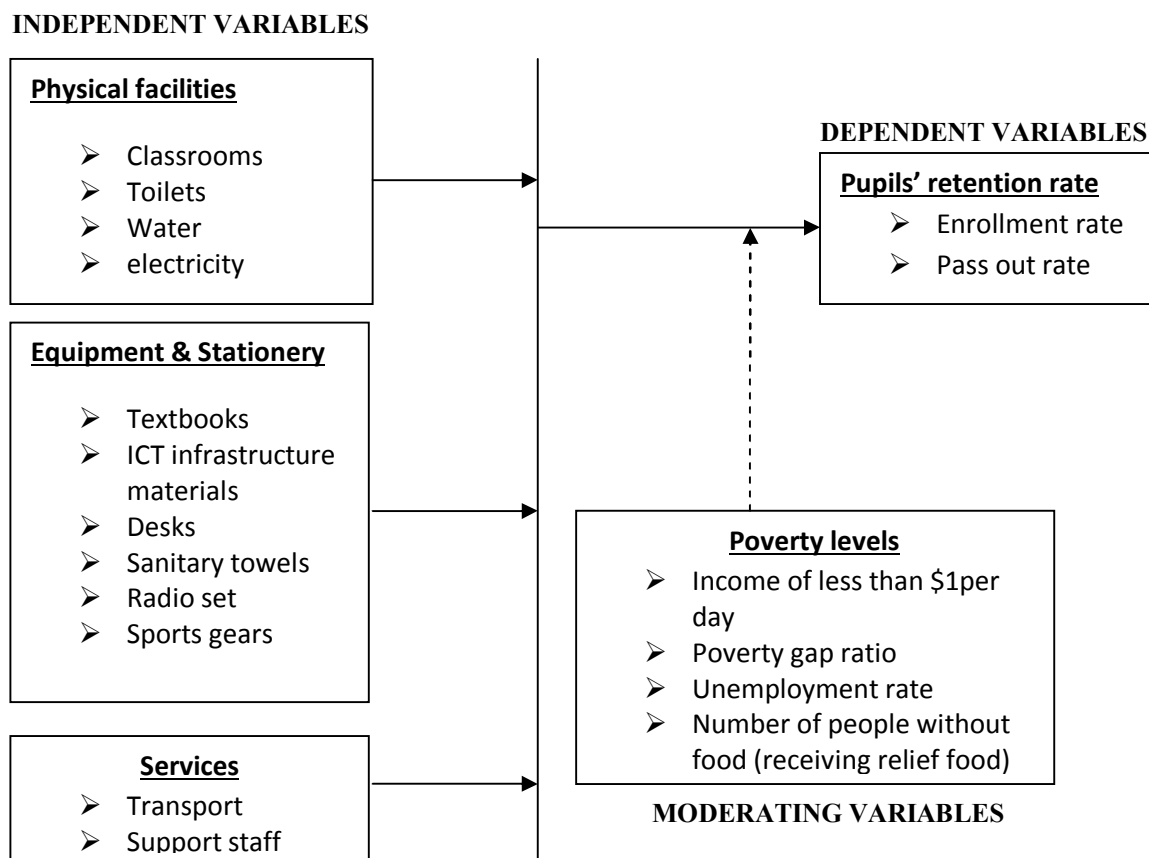 INDEPENDENT VARIABLES
Physical facilities
➢ Classrooms
➢ Toilets
➢ Water
➢ electricity
Equipment & Stationery
➢ Textbooks
➢ ICT infrastructure
materials
➢ Desks
➢ Sanitary towels
➢ Radio set
➢ Sports gears
Services
➢ Transport
➢ Support staff
DEPENDENT VARIABLES
Pupils’ retention rate
➢ Enrollment rate
➢ Pass out rate
Poverty levels
➢ Income of less than $1per
day
➢ Poverty gap ratio
➢ Unemployment rate
➢ Number of people without
food (receiving relief food)
MODERATING VARIABLES